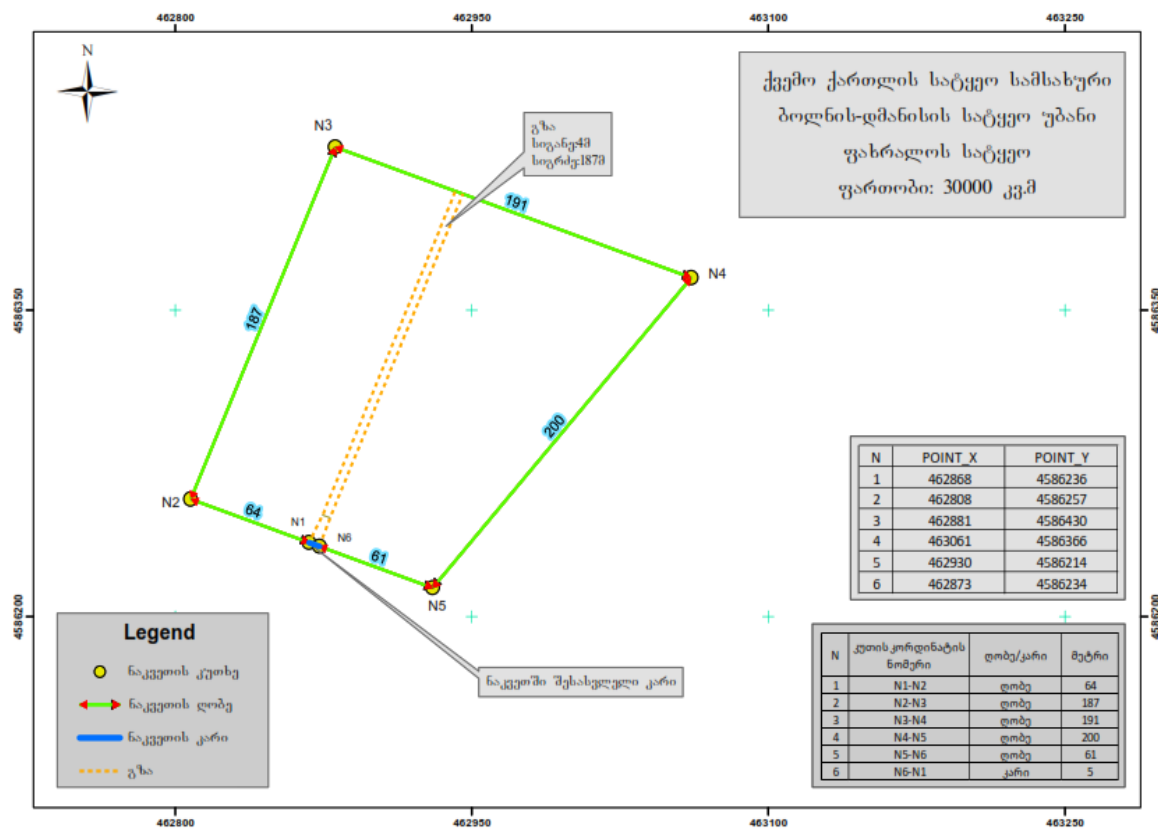 462800 462950 463100 463250
N
ქვემო ქართლის სატყეო სამსახური
ბოლნის-დმანისის სატყეო უბანი
ფახრალოს სატყეო
ფართობი: 30000 კვ.მ
N3
გზა
სიგანე:4მ
სიგრძე:187მ
191
N4
4586350 4586350
187
200
N2
64
N1
N6
61
N5
N POINT_X POINT_Y
1 462868 4586236
2 462808 4586257
3 462881 4586430
4 463061 4586366
5 462930 4586214
6 462873 4586234
4586200 4586200
ნაკვეთში შესასვლელი კარი
Legend
ნაკვეთის კუთხე
ნაკვეთის ღობე
ნაკვეთის კარი
გზა
N კუთის კორდინატის ნომერი ღობე/კარი მეტრი
1 N1-N2 ღობე 64
2 N2-N3 ღობე 187
3 N3-N4 ღობე 191
4 N4-N5 ღობე 200
5 N5-N6 ღობე 61
6 N6-N1 კარი 5
462800 462950 463100 463250